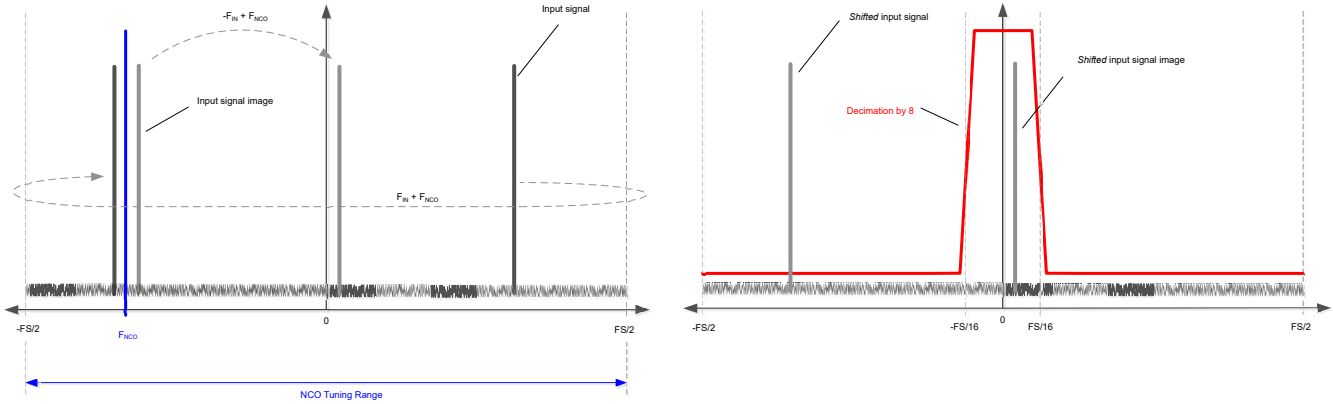 -FIN + FNCO
Input signal
Input signal image
FIN + FNCO
-FS/2
FNCO
0
FS/2
NCO Tuning Range
Shifted input signal
Shifted input signal image
Decimation by 8
-FS/2
-FS/16
0
FS/16
FS/2